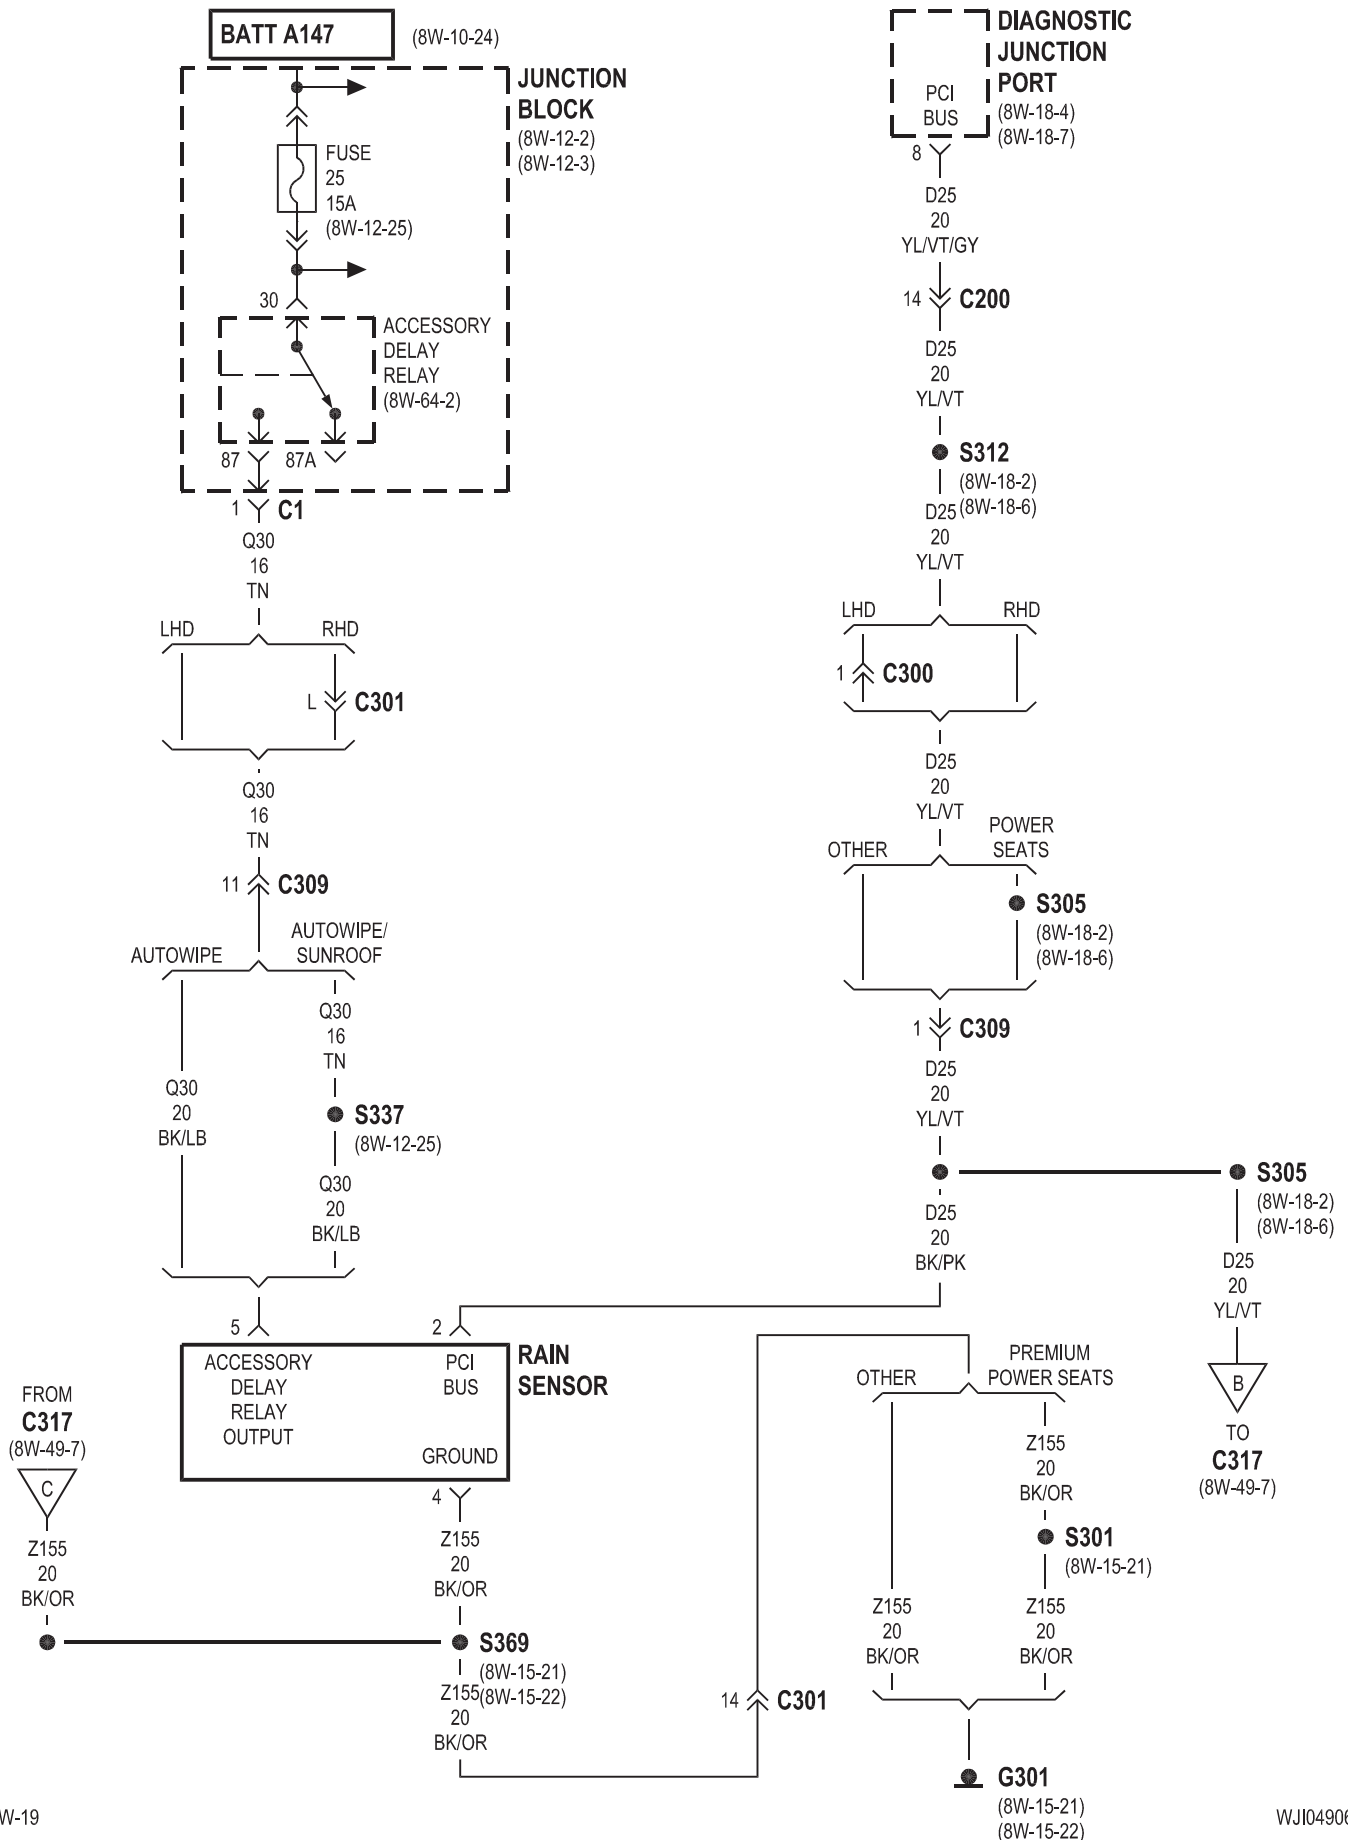 BATT A147
(8W-10-24)
JUNCTION
BLOCK
(8W-12-2)
(8W-12-3)
FUSE
25
15A
(8W-12-25)
30
ACCESSORY
DELAY
RELAY
(8W-64-2)
87
87A
1
C1
Q30
16
TN
LHD
RHD
L
C301
Q30
16
TN
11
C309
AUTOWIPE
AUTOWIPE/
SUNROOF
Q30
16
TN
Q30
20
BK/LB
S337
(8W-12-25)
Q30
20
BK/LB
5
2
ACCESSORY
DELAY
RELAY
OUTPUT
PCI
BUS
GROUND
RAIN
SENSOR
4
FROM
C317
(8W-49-7)
C
Z155
20
BK/OR
Z155
20
BK/OR
S369
(8W-15-21)
(8W-15-22)
Z155
20
BK/OR
DIAGNOSTIC
JUNCTION
PORT
(8W-18-4)
(8W-18-7)
PCI
BUS
8
D25
20
YL/VT/GY
14
C200
D25
20
YL/VT
S312
(8W-18-2)
(8W-18-6)
D25
20
YL/VT
LHD
RHD
1
C300
D25
20
YL/VT
OTHER
POWER
SEATS
S305
(8W-18-2)
(8W-18-6)
1
C309
D25
20
YL/VT
S305
(8W-18-2)
(8W-18-6)
D25
20
BK/PK
D25
20
YL/VT
B
TO
C317
(8W-49-7)
OTHER
PREMIUM
POWER SEATS
Z155
20
BK/OR
S301
(8W-15-21)
Z155
20
BK/OR
Z155
20
BK/OR
14
C301
G301
(8W-15-21)
(8W-15-22)
W-19
WJI04906